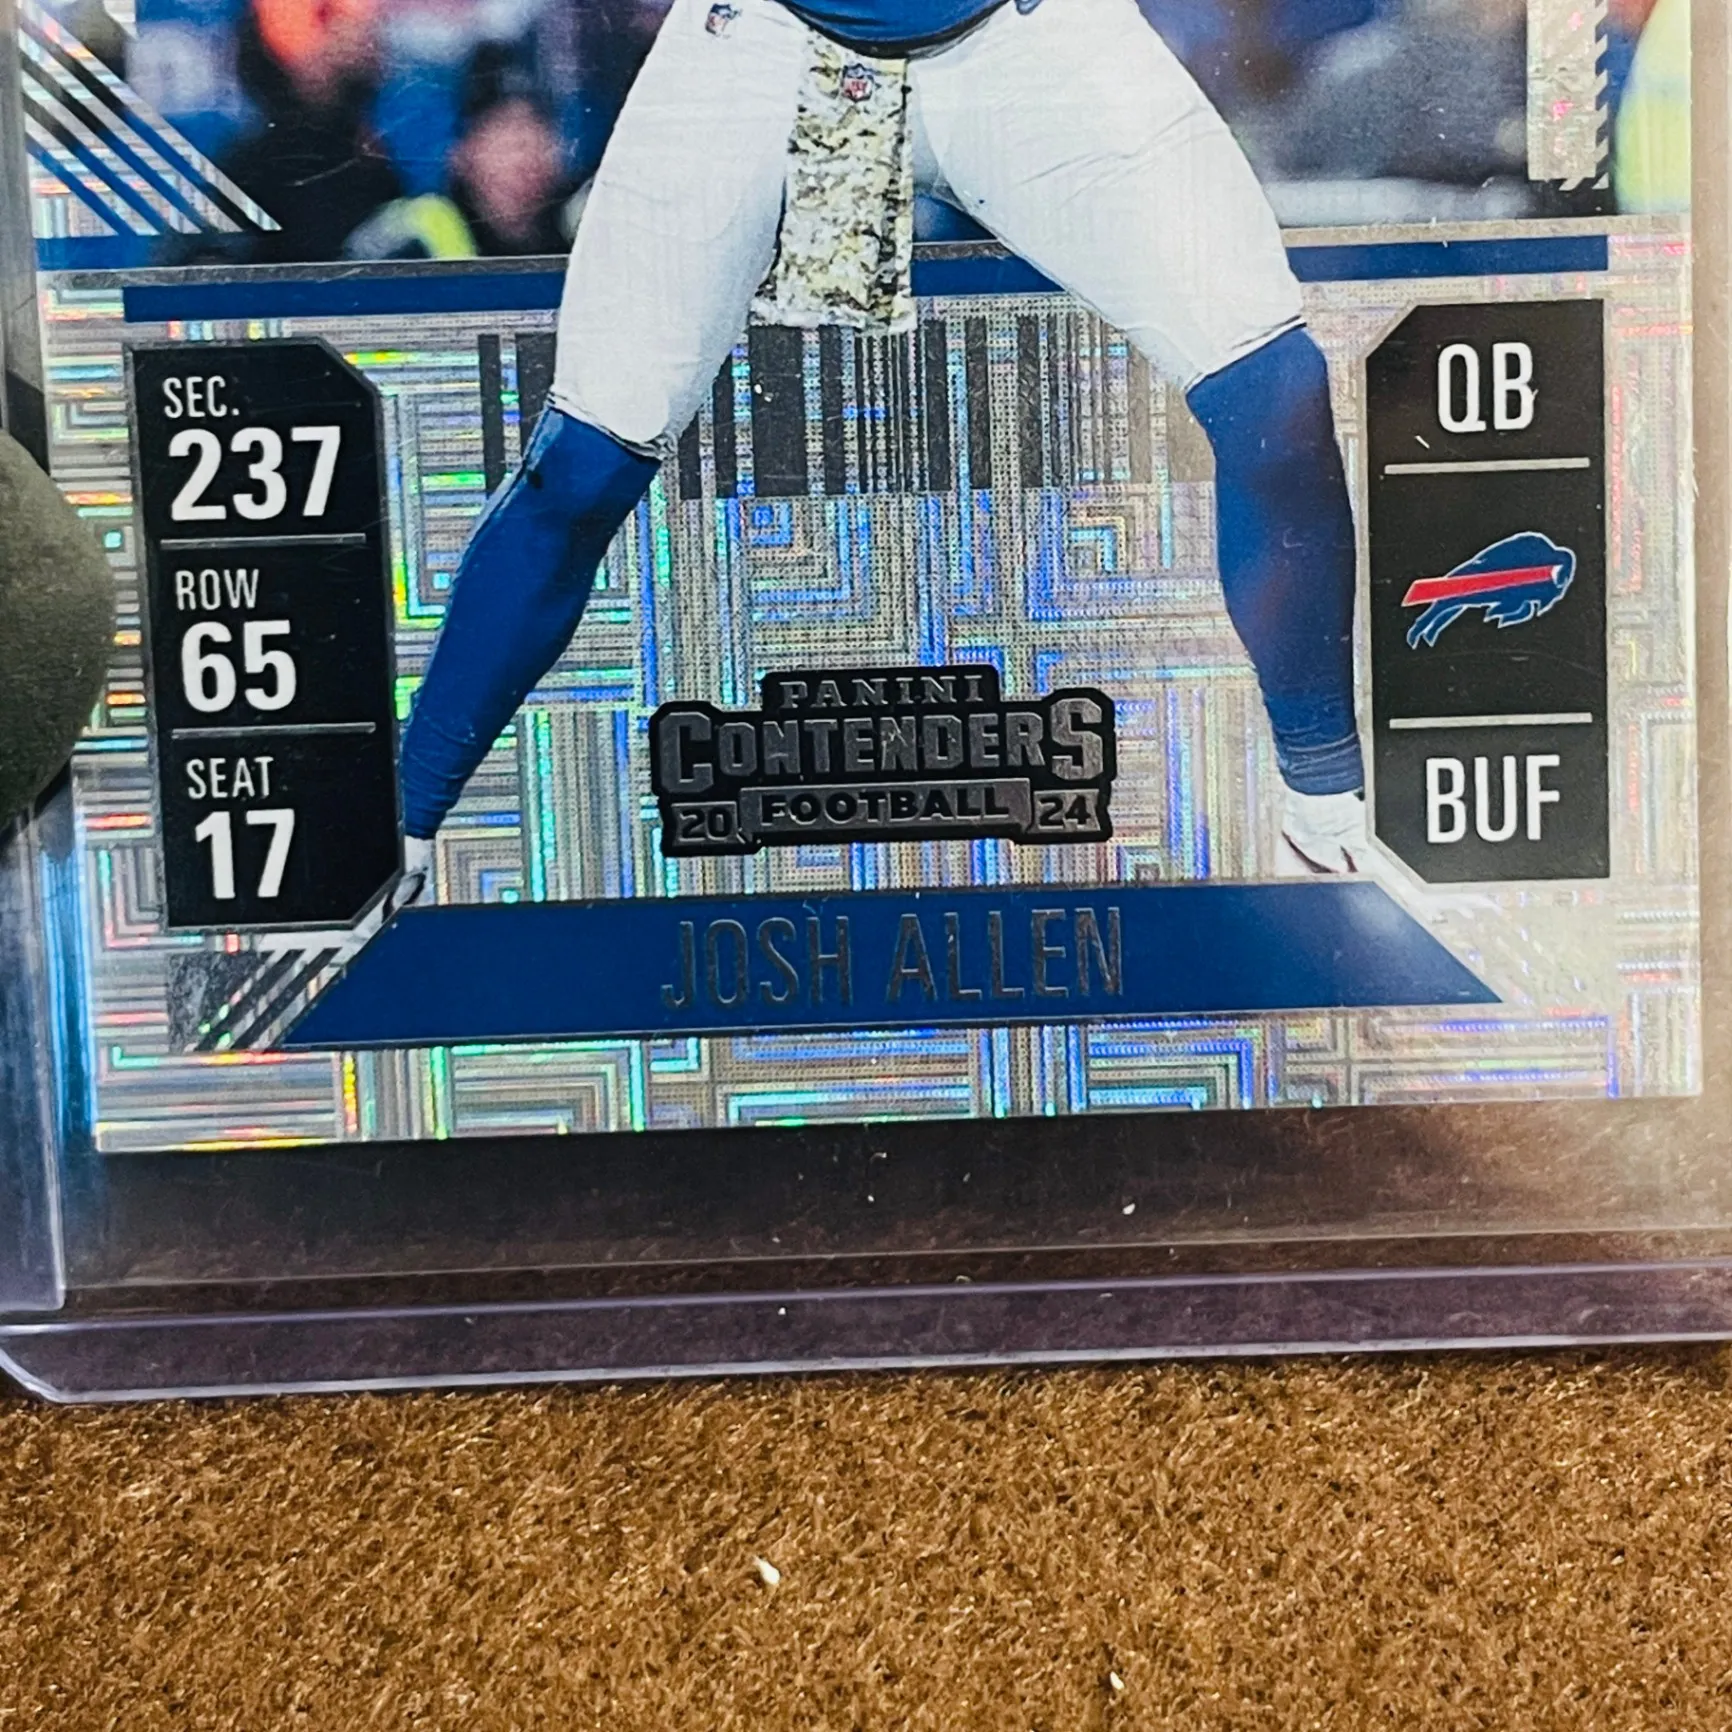 SEC.
237
ROW
65
SEAT
17
QB
BUF
PANINI
CONTENDERS
20 FOOTBALL 24
JOSH ALLEN